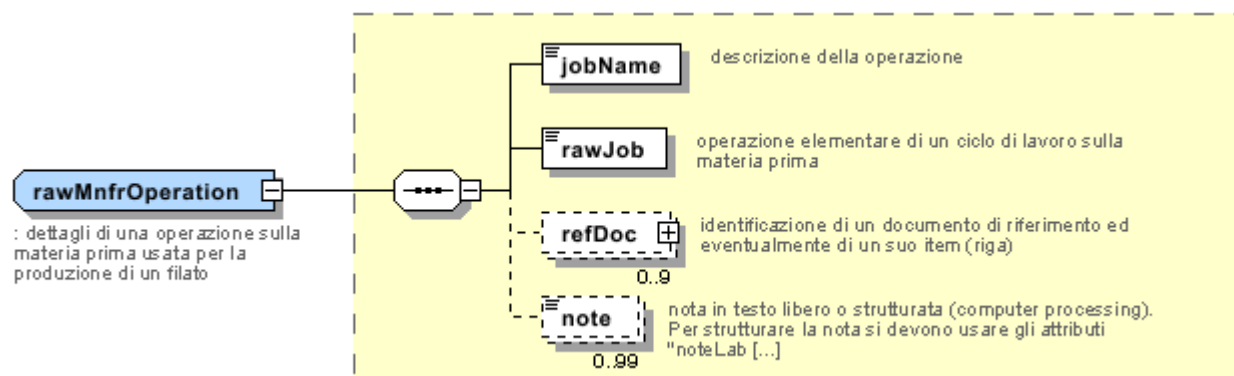 jobName
descrizione della operazione
rawJob
operazione elementare di un ciclo di lavoro sulla
materia prima
rawMnfrOperation
: dettagli di una operazione sulla
materia prima usata per la
produzione di un filato
refDoc
identificazione di un documento di riferimento ed
eventualmente di un suo item (riga)
0..9
note
nota in testo libero o strutturata (computer processing).
Per strutturare la nota si devono usare gli attributi
"noteLab [...]
0..99